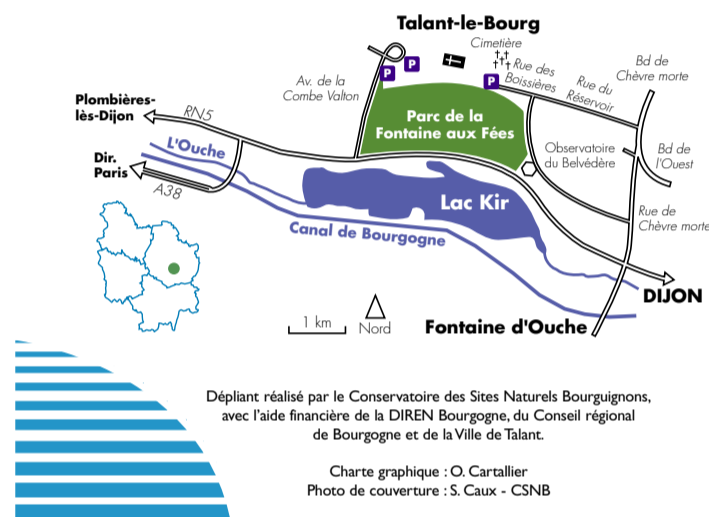 Talant-le-Bourg
Cimetière
P
P
P
Rue des
Boissières
Rue du
Réservoir
Bd de
Chèvre morte
Av. de la
Combe Valton
Plombières-
lès-Dijon
RN5
Parc de la
Fontaine aux Fées
L'Ouche
Observatoire
du Belvédère
Bd de
l'Ouest
Dir.
Paris
A38
Lac Kir
Rue de
Chèvre morte
Canal de Bourgogne
DIJON
1 km
Nord
Fontaine d'Ouche
Dépliant réalisé par le Conservatoire des Sites Naturels Bourguignons,
avec l'aide financière de la DIREN Bourgogne, du Conseil régional
de Bourgogne et de la Ville de Talant.
Charte graphique : O. Cartallier
Photo de couverture : S. Caux - CSNB